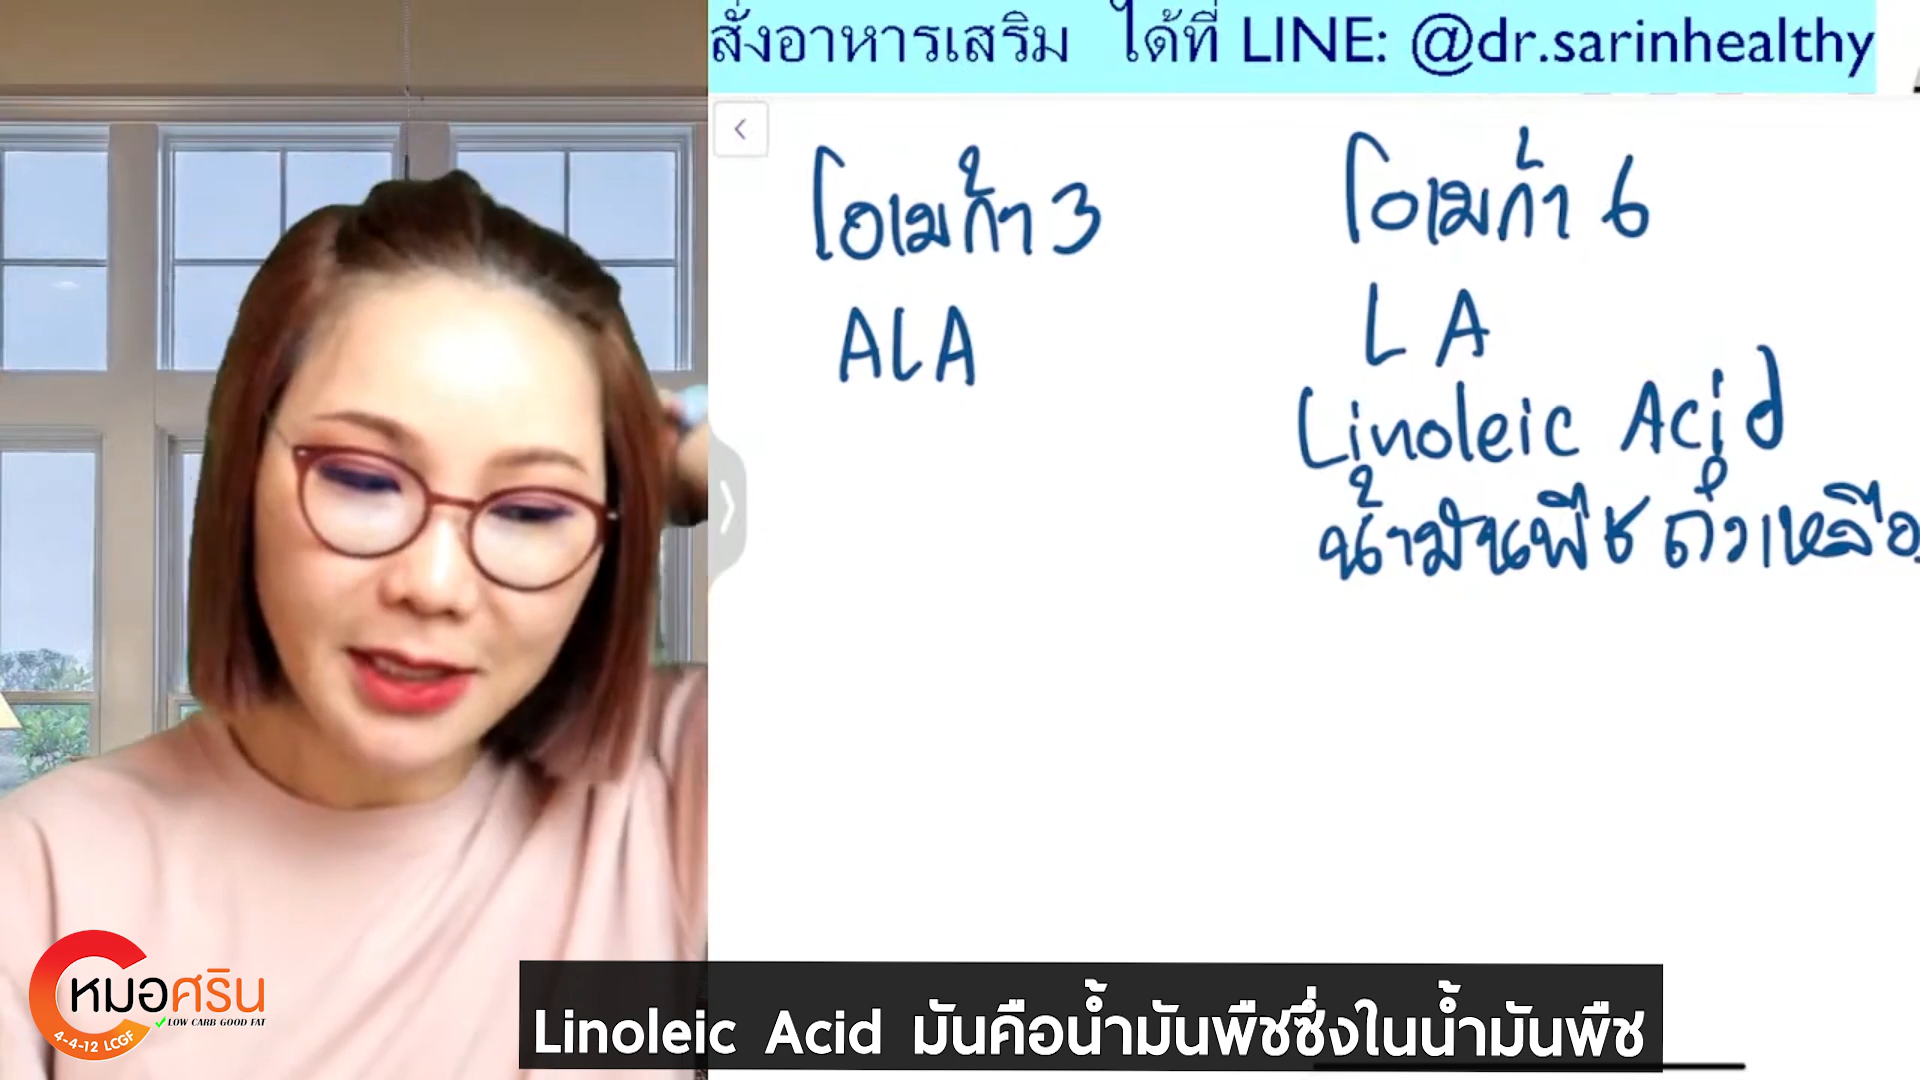 สั่งอาหารเสริม ได้ที่ LINE: @dr.sarinhealthy
โอเมก้า 3
ALA
โอเมก้า 6
LA
Linoleic Acid
น้ำมันพืช ถั่วเหลือ
หมอศริน
LOW CARB GOOD FAT
4-4-12 LCGF
Linoleic Acid มันคือน้ำมันพืชซึ่งในน้ำมันพืช